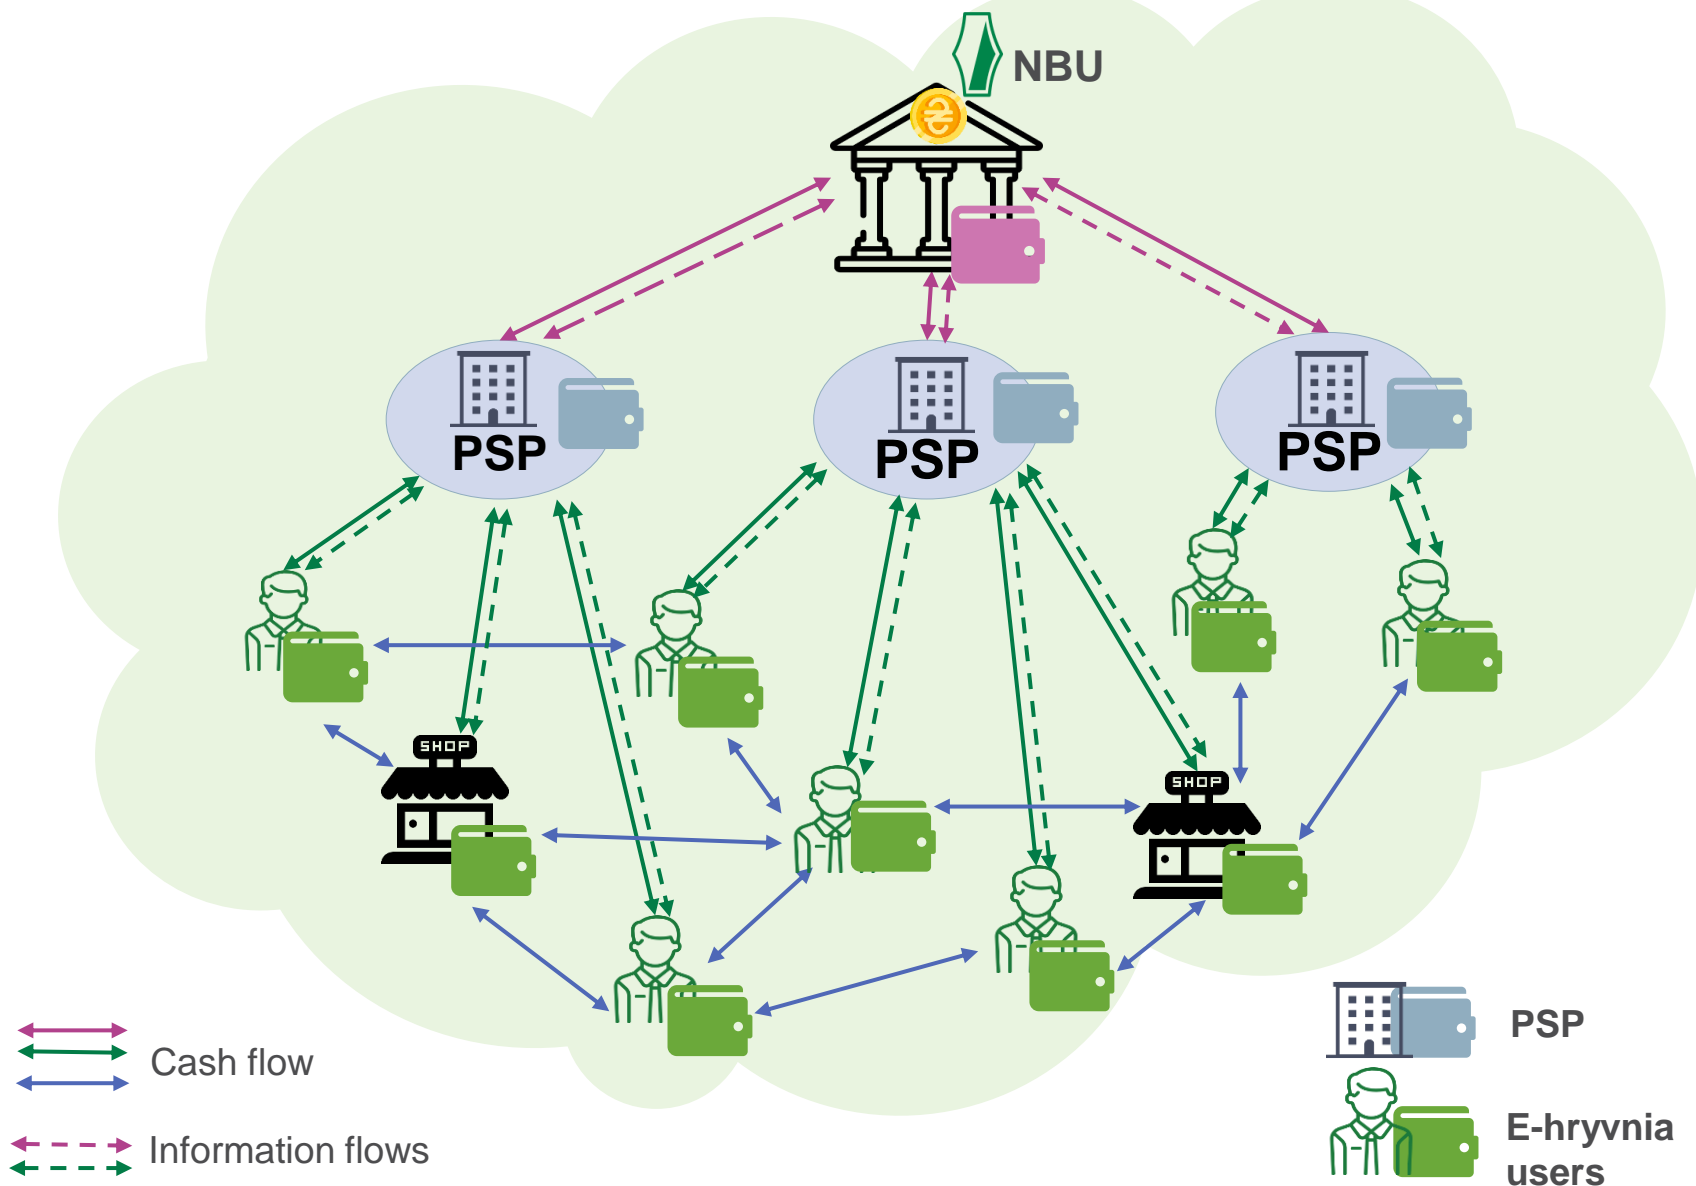 NBU
PSP
PSP
PSP
SHOP
SHOP
Cash flow
Information flows
PSP
E-hryvnia
users